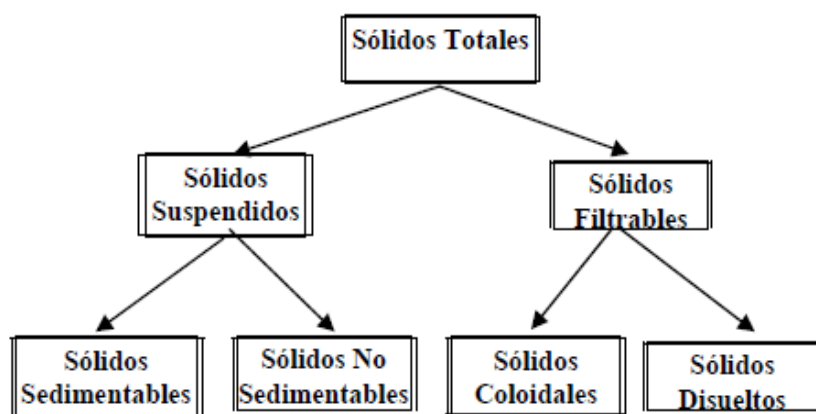 Sólidos Totales
Sólidos
Suspendidos
Sólidos
Filtrables
Sólidos
Sedimentables
Sólidos No
Sedimentables
Sólidos
Coloidales
Sólidos
Disueltos